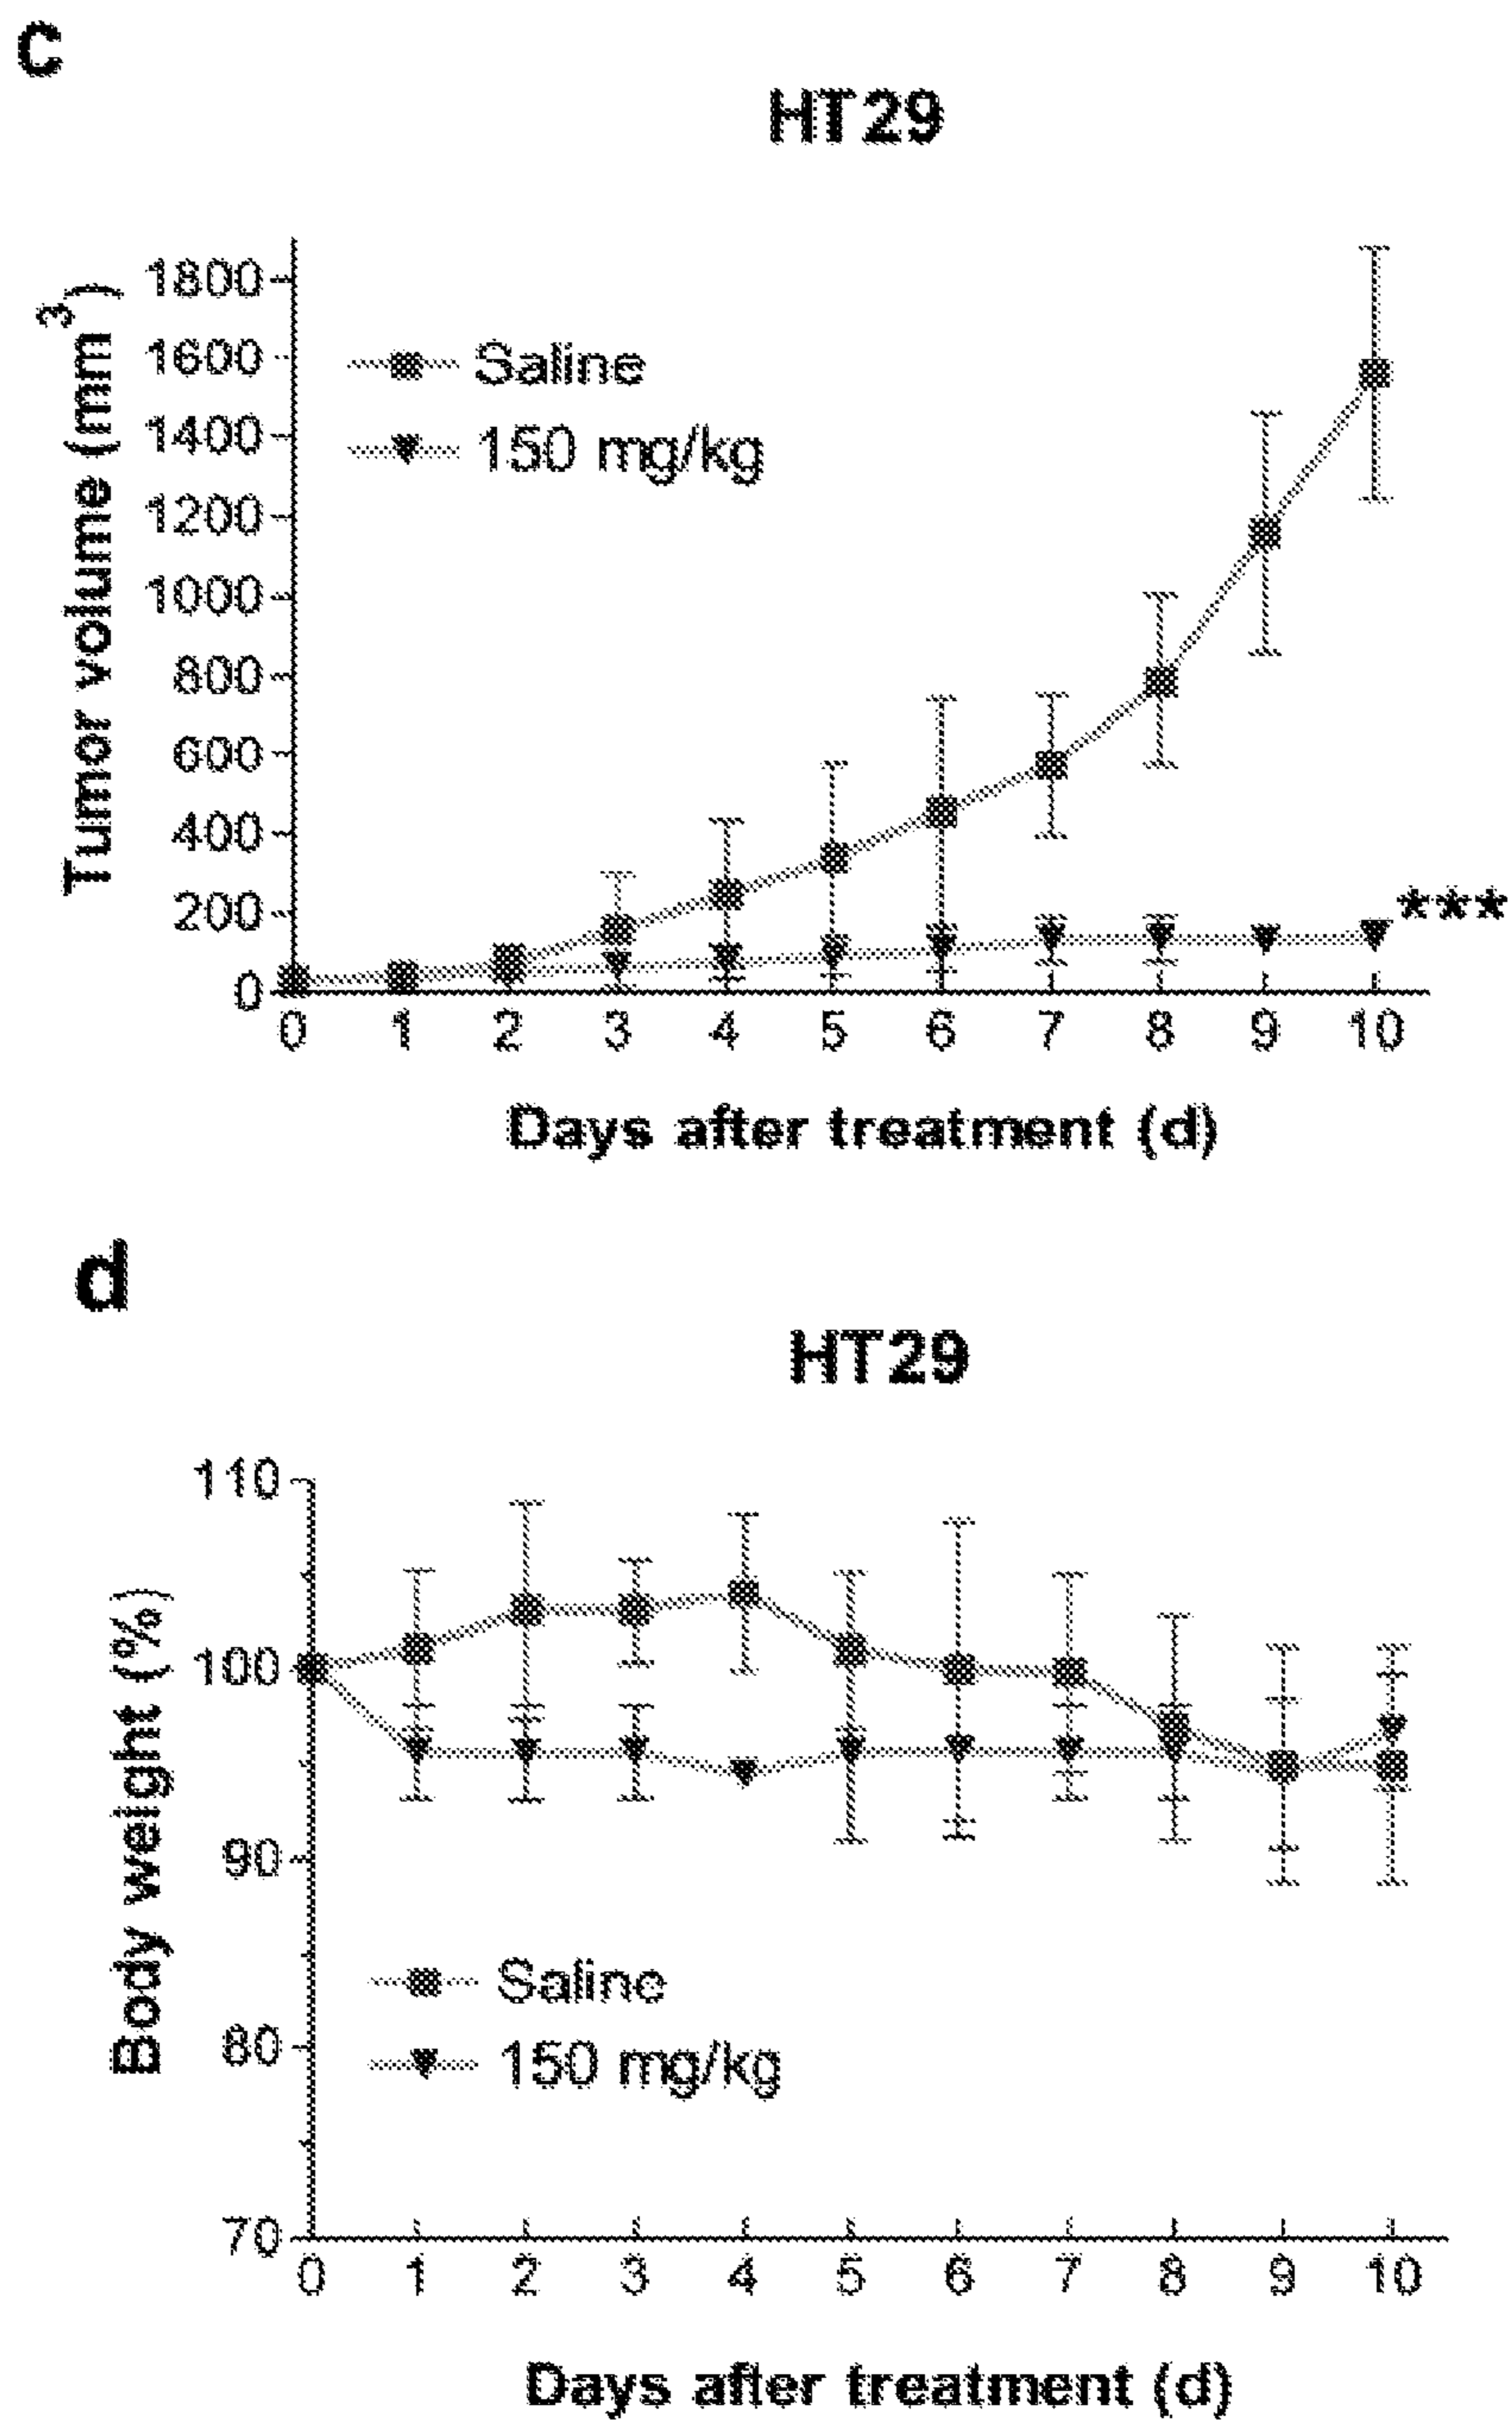 c
HT29
Tumor volume (mm³)
1800
1600
1400
1200
1000
800
600
400
200
0
Saline
150 mg/kg
***
0 1 2 3 4 5 6 7 8 9 10
Days after treatment (d)
d
HT29
Body weight (%)
110
100
90
80
70
Saline
150 mg/kg
0 1 2 3 4 5 6 7 8 9 10
Days after treatment (d)